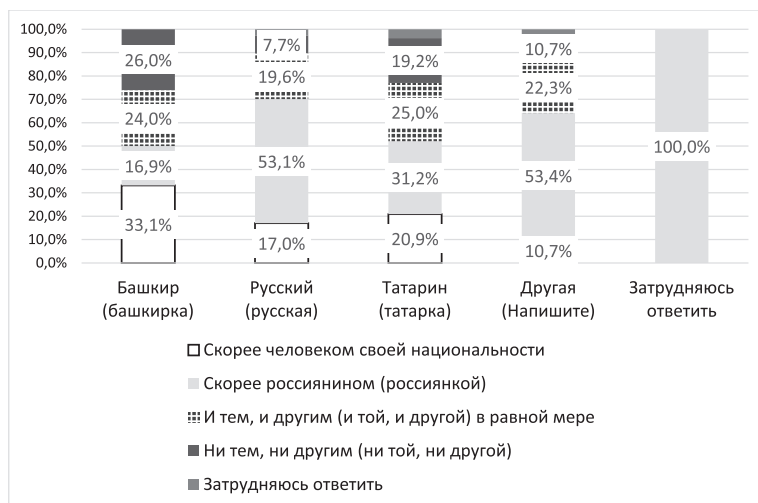 100,0%
90,0%
80,0%
70,0%
60,0%
50,0%
40,0%
30,0%
20,0%
10,0%
0,0%
26,0%
24,0%
16,9%
33,1%
7,7%
19,6%
53,1%
17,0%
19,2%
25,0%
31,2%
20,9%
10,7%
22,3%
53,4%
10,7%
100,0%
Башкир
(башкирка)
Русский
(русская)
Татарин
(татарка)
Другая
(Напишите)
Затрудняюсь
ответить
Скорее человеком своей национальности
Скорее россиянином (россиянкой)
И тем, и другим (и той, и другой) в равной мере
Ни тем, ни другим (ни той, ни другой)
Затрудняюсь ответить